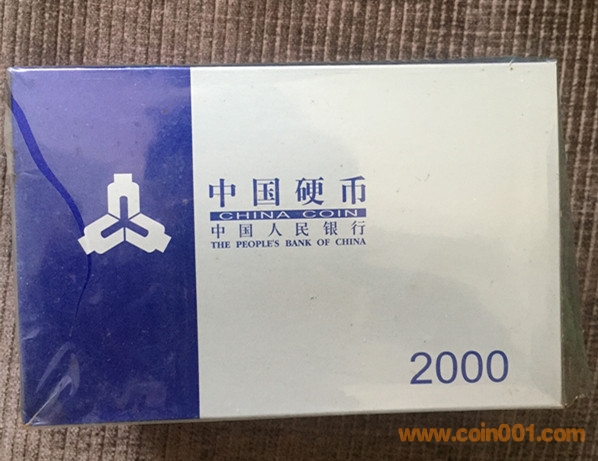 中国硬币
CHINA COIN
中国人民银行
THE PEOPLE'S BANK OF CHINA
2000
www.coin001.com